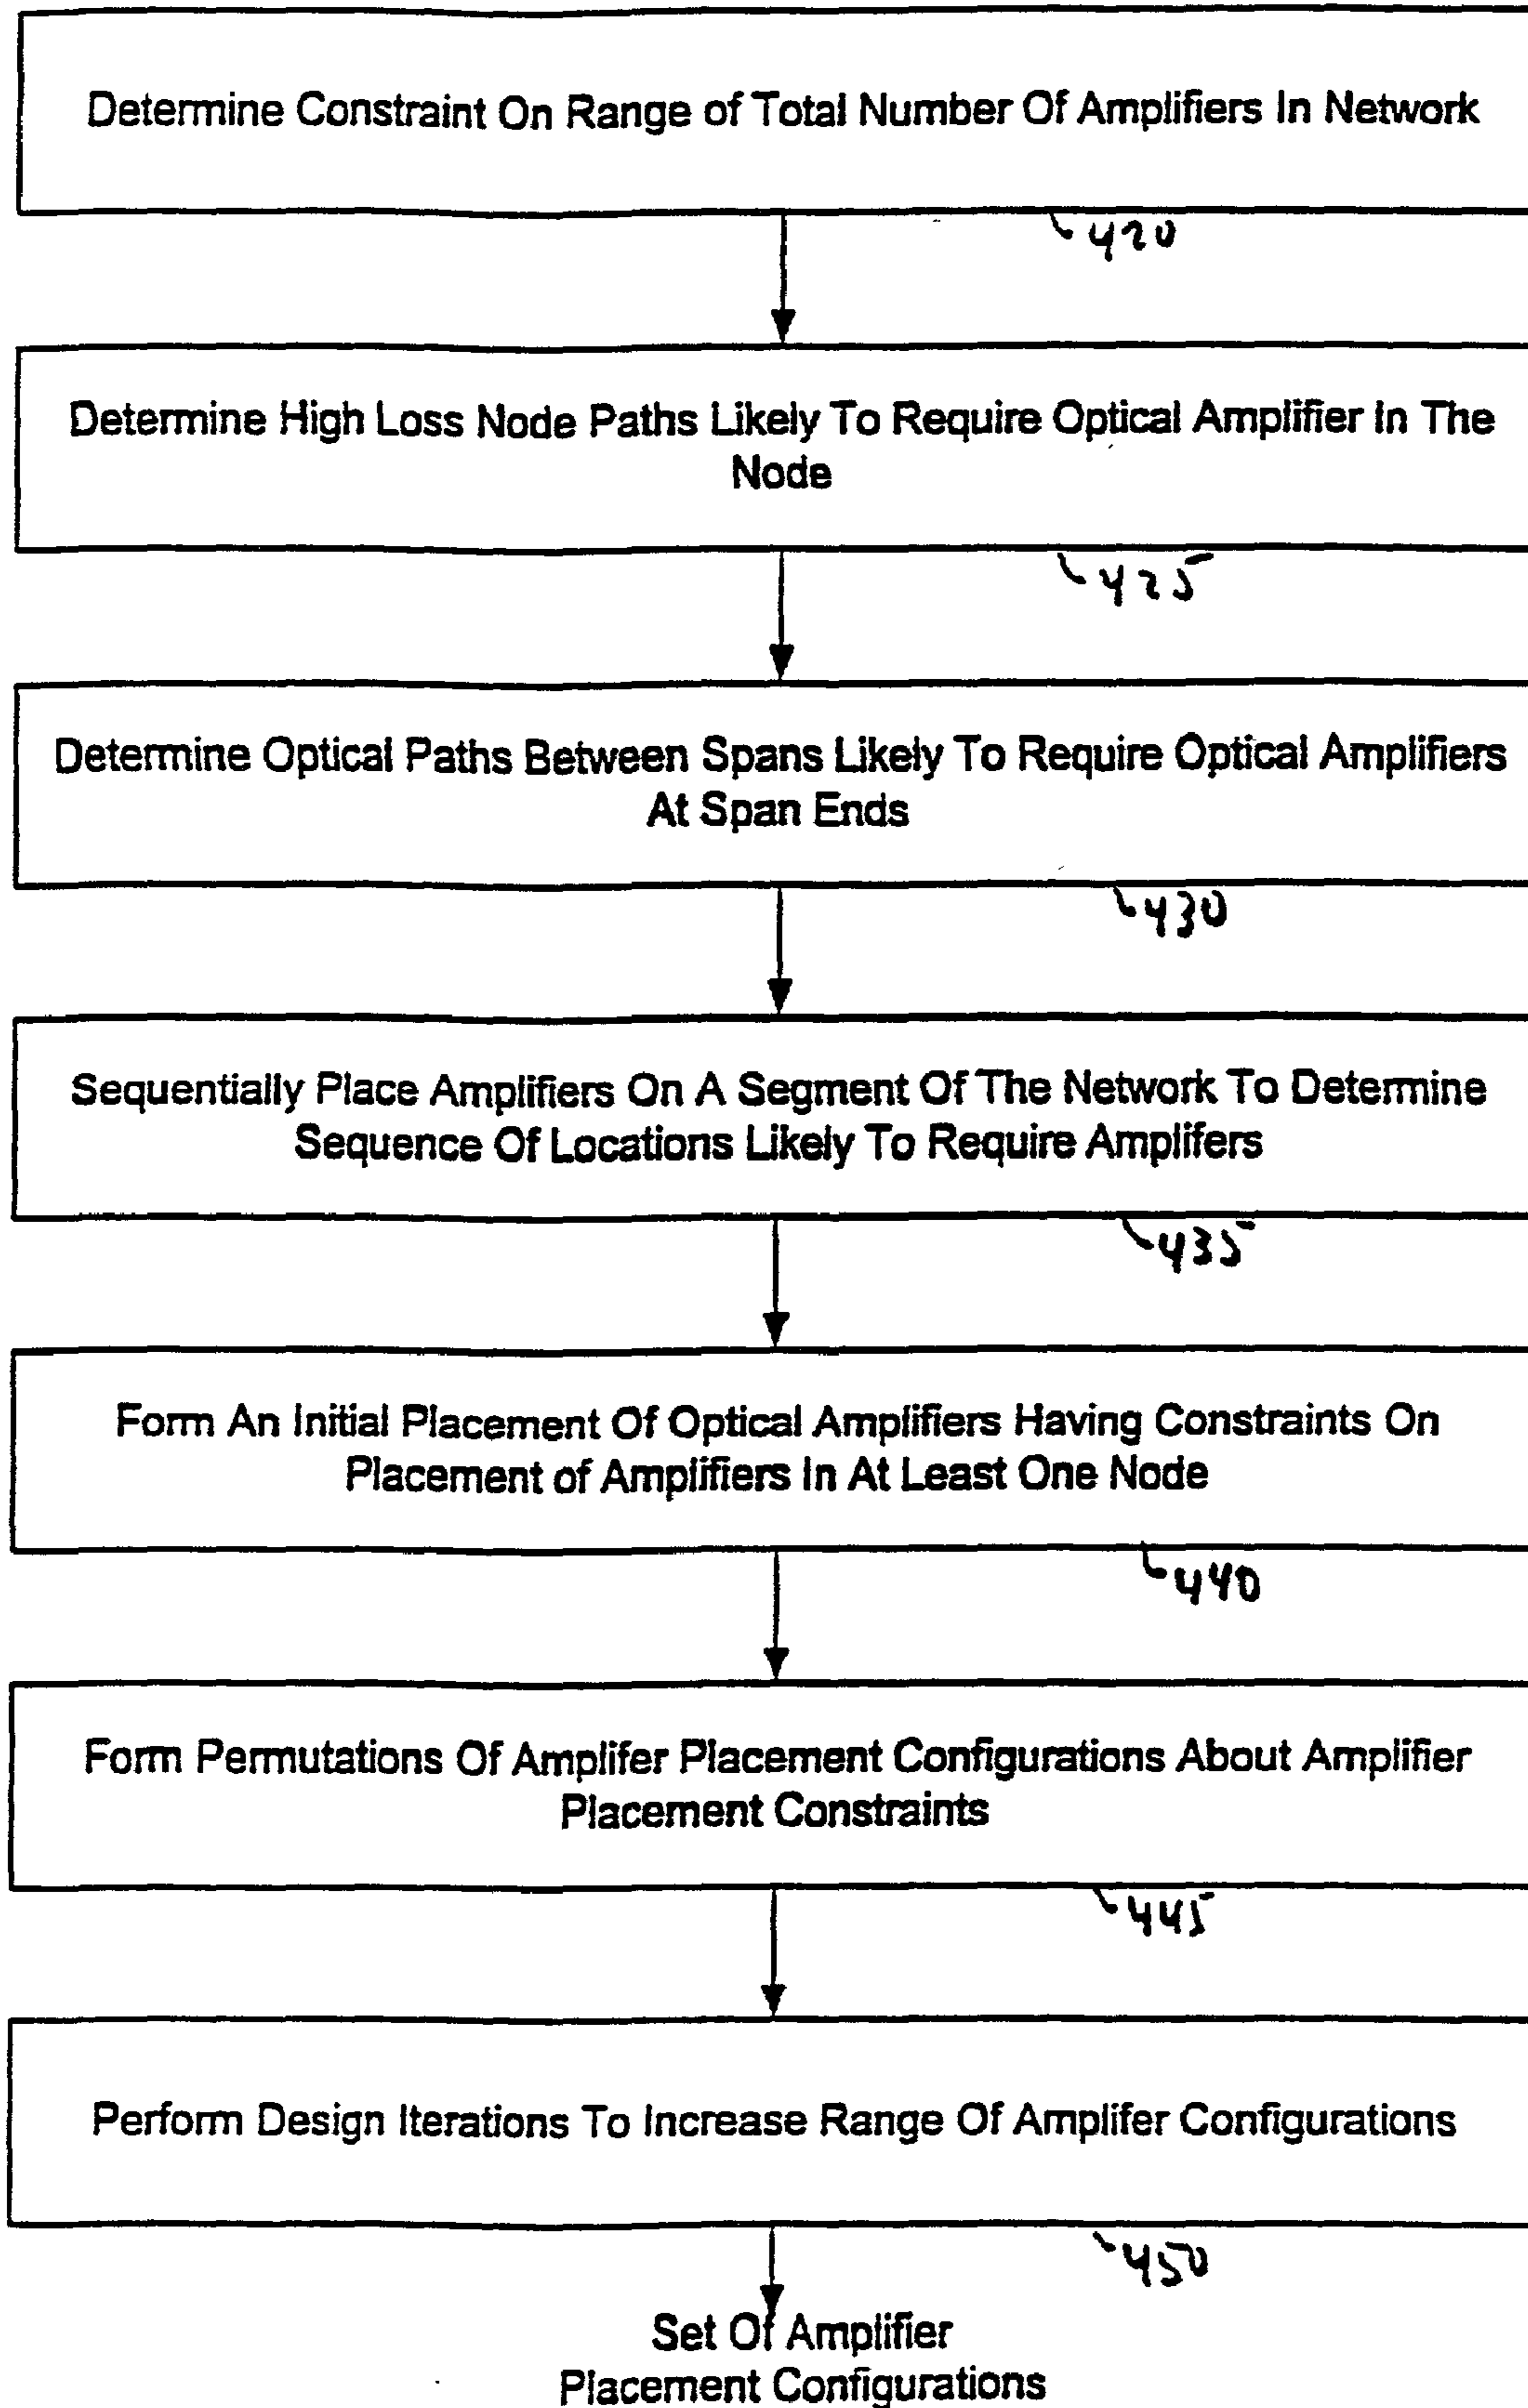 Determine Constraint On Range of Total Number Of Amplifiers In Network
420
Determine High Loss Node Paths Likely To Require Optical Amplifier In The
Node
425
Determine Optical Paths Between Spans Likely To Require Optical Amplifiers
At Span Ends
430
Sequentially Place Amplifiers On A Segment Of The Network To Determine
Sequence Of Locations Likely To Require Amplifers
435
Form An Initial Placement Of Optical Amplifiers Having Constraints On
Placement of Amplifiers In At Least One Node
440
Form Permutations Of Amplifer Placement Configurations About Amplifier
Placement Constraints
445
Perform Design Iterations To Increase Range Of Amplifer Configurations
450
Set Of Amplifier
Placement Configurations